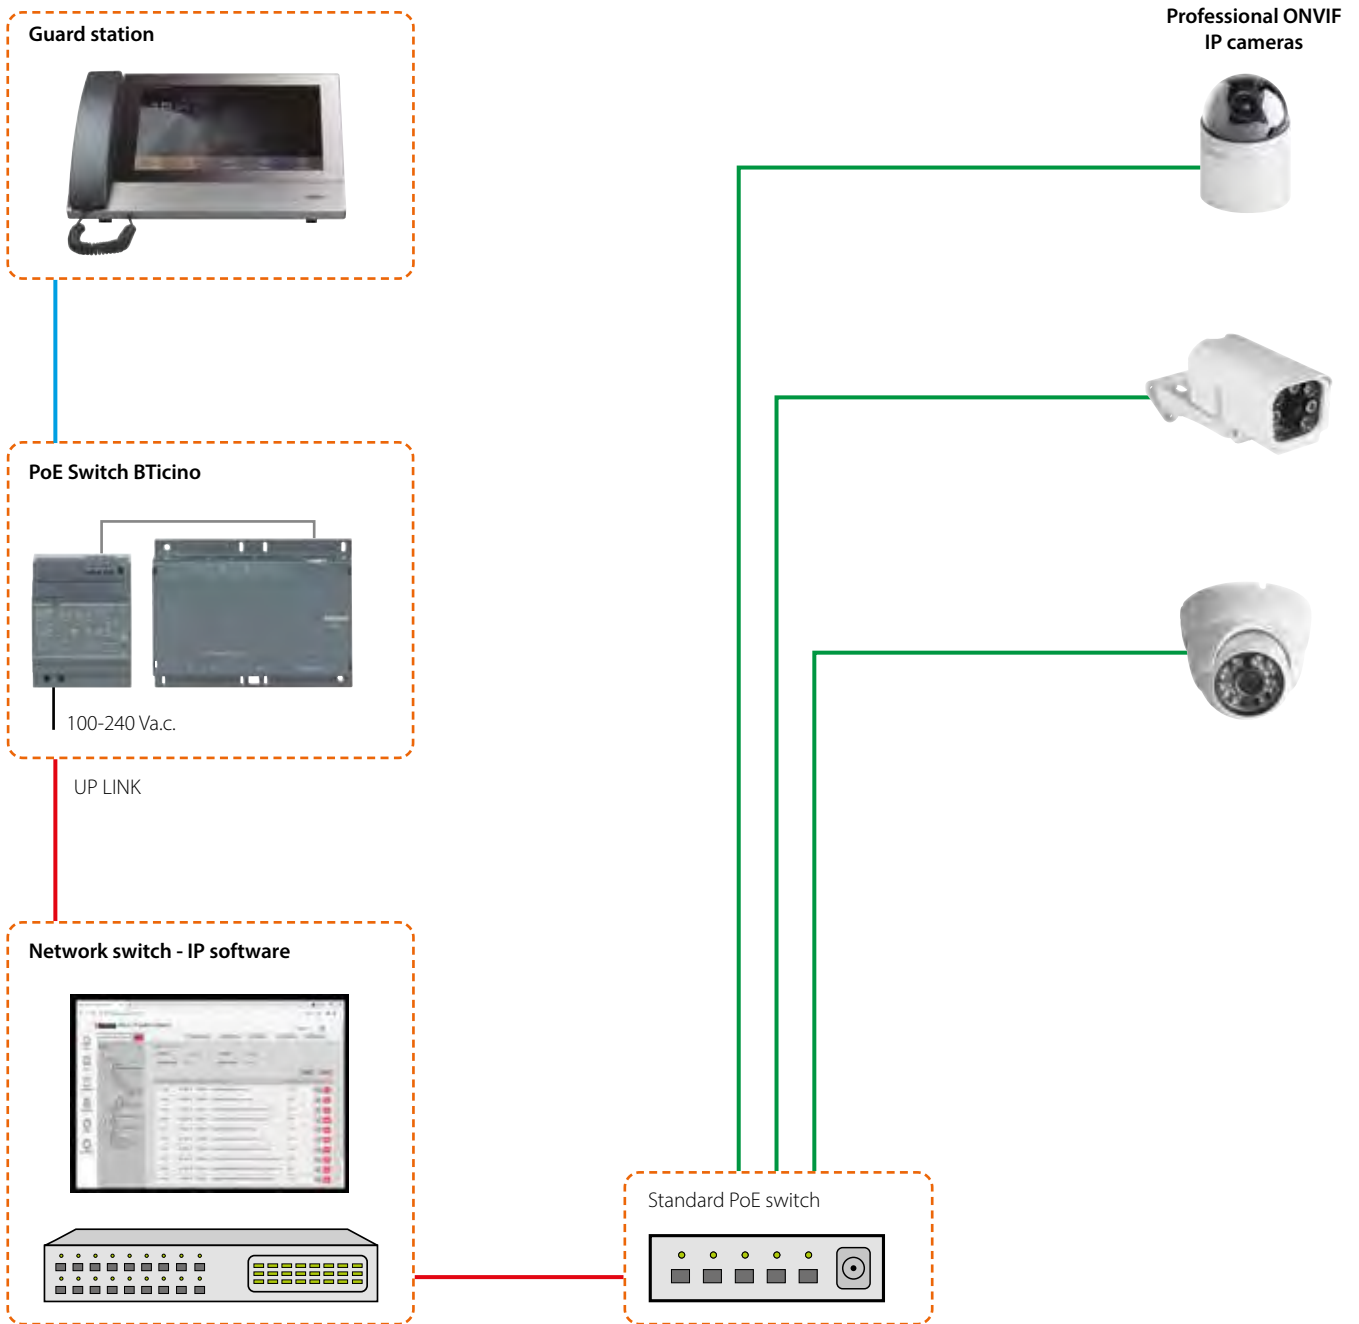 Guard station
Professional ONVIF
IP cameras
PoE Switch BTicino
100-240 Va.c.
UP LINK
Network switch - IP software
Standard PoE switch